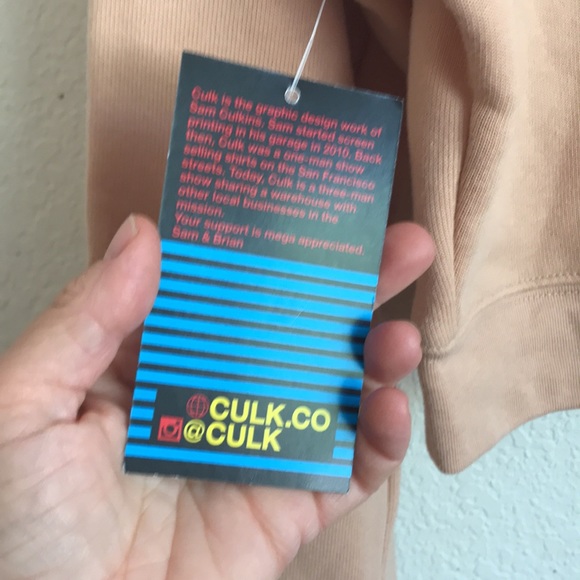 Culk is the graphic design work of
Sam Culkins. Sam started screen
printing in his garage in 2010. Back
then, Culk was a one-man show
selling shirts on the San Francisco
streets. Today, Culk is a three-man
show sharing a warehouse with
other local businesses in the
mission.
Your support is mega appreciated.
Sam & Brian
CULK.CO
@CULK